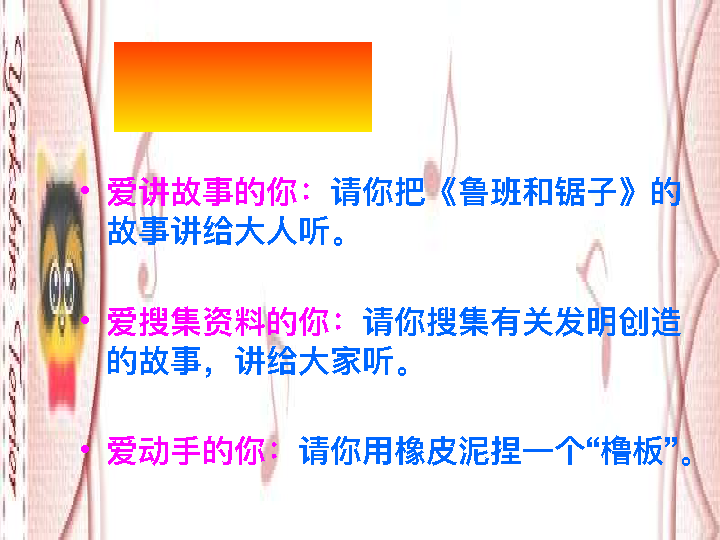 • 爱讲故事的你：请你把《鲁班和锯子》的
故事讲给大人听。
• 爱搜集资料的你：请你搜集有关发明创造
的故事，讲给大家听。
• 爱动手的你：请你用橡皮泥捏一个“橹板”。